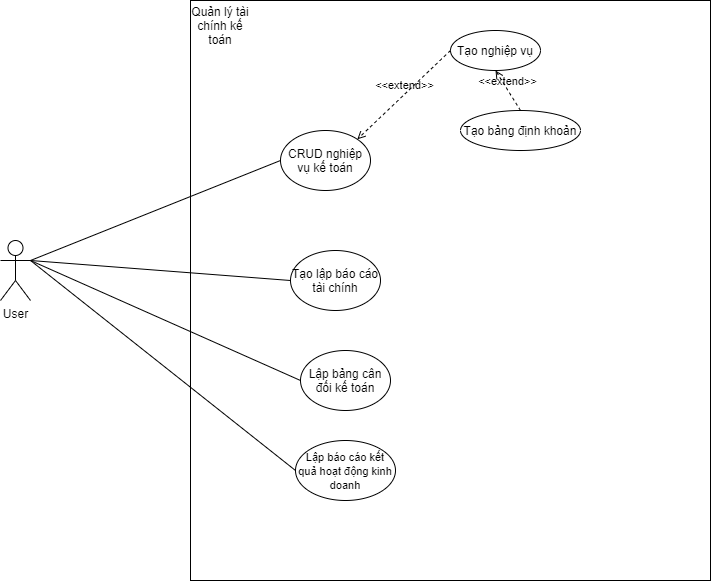 Quản lý tài
chính kế
toán
Tạo nghiệp vụ
<<extend>>
<<extend>>
Tạo bảng định khoản
CRUD nghiệp
vụ kế toán
Tạo lập báo cáo
tài chính
User
Lập bảng cân
đối kế toán
Lập báo cáo kết
quả hoạt động kinh
doanh